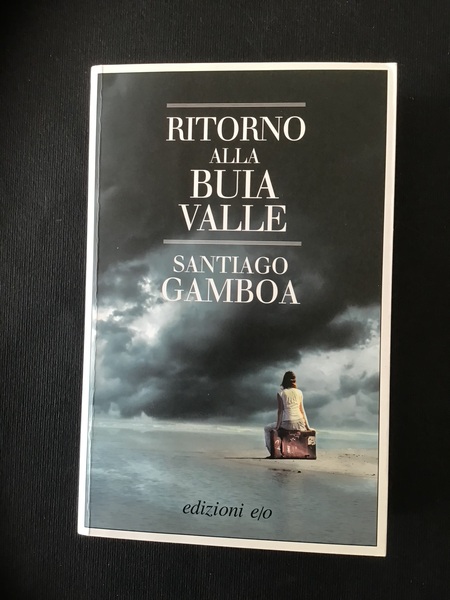 RITORNO
ALLA
BUIA
VALLE
SANTIAGO
GAMBOA
edizioni e/o